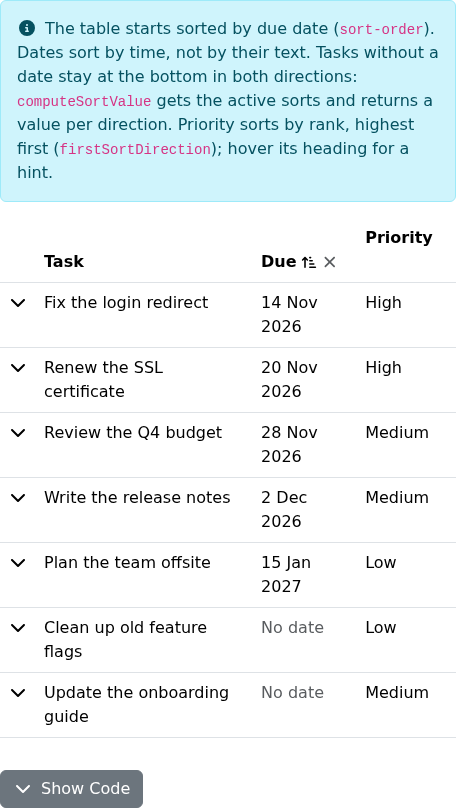 The table starts sorted by due date (sort-order).
Dates sort by time, not by their text. Tasks without a
date stay at the bottom in both directions:
computeSortValue gets the active sorts and returns a
value per direction. Priority sorts by rank, highest
first (firstSortDirection); hover its heading for a
hint.
Task Due Priority
Fix the login redirect 14 Nov 2026 High
Renew the SSL certificate 20 Nov 2026 High
Review the Q4 budget 28 Nov 2026 Medium
Write the release notes 2 Dec 2026 Medium
Plan the team offsite 15 Jan 2027 Low
Clean up old feature flags No date Low
Update the onboarding guide No date Medium
Show Code